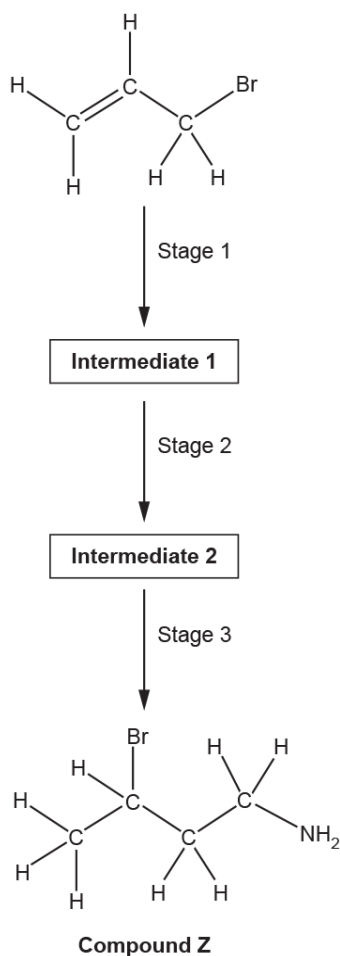 H
H Br
C
C C
H H H
Stage 1
Intermediate 1
Stage 2
Intermediate 2
Stage 3
Br
H H H
H C C
C C NH₂
H H H H
Compound Z